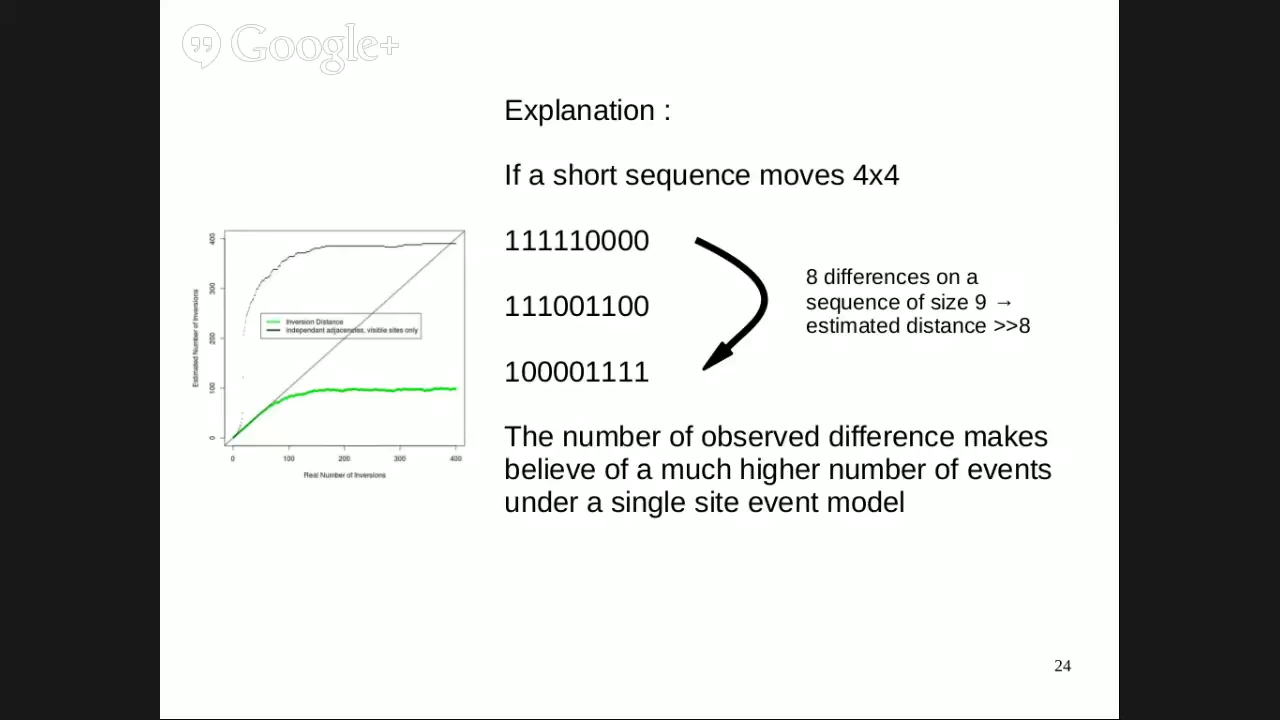 Google+
Explanation :
If a short sequence moves 4x4
111110000
111001100
100001111
8 differences on a
sequence of size 9 →
estimated distance >>8
The number of observed difference makes
believe of a much higher number of events
under a single site event model
Estimated Number of Inversions
400
300
200
100
0
Inversion Distance
Independant adjacencies, visible sites only
0 100 200 300 400
Real Number of Inversions
24